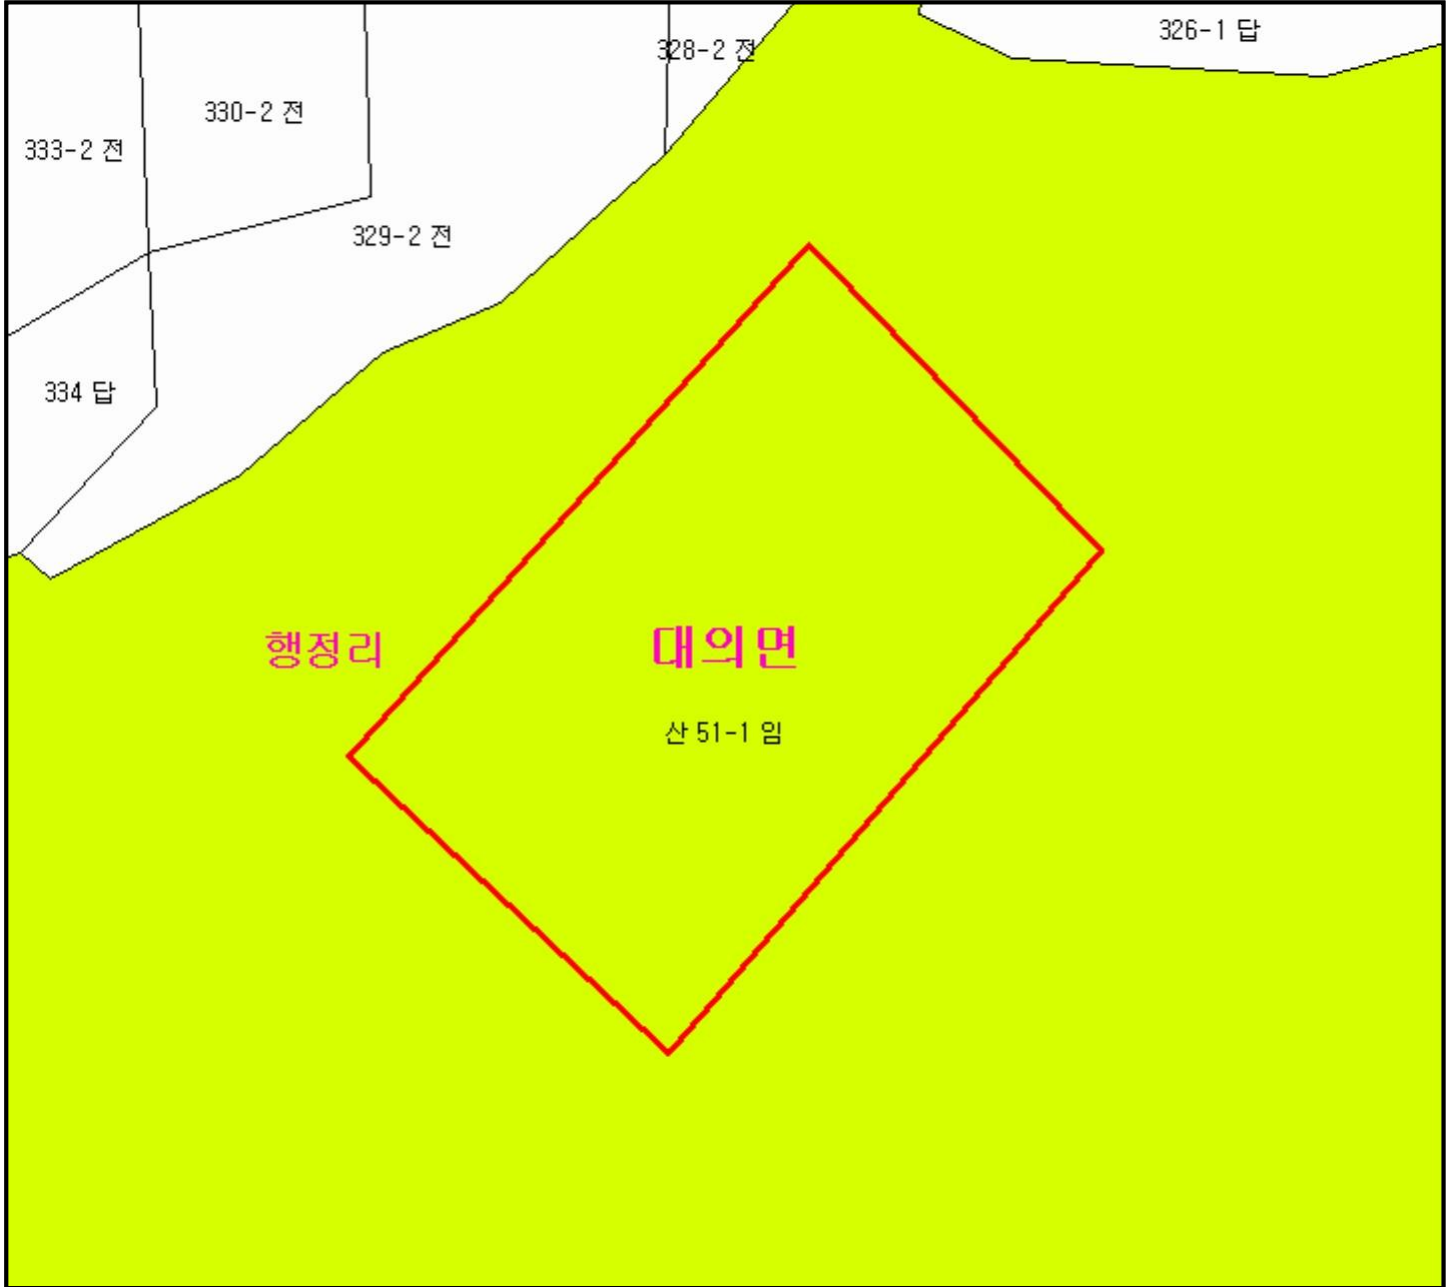 326-1 답
328-2 전
330-2 전
333-2 전
329-2 전
334 답
행정리
대의면
산 51-1 임